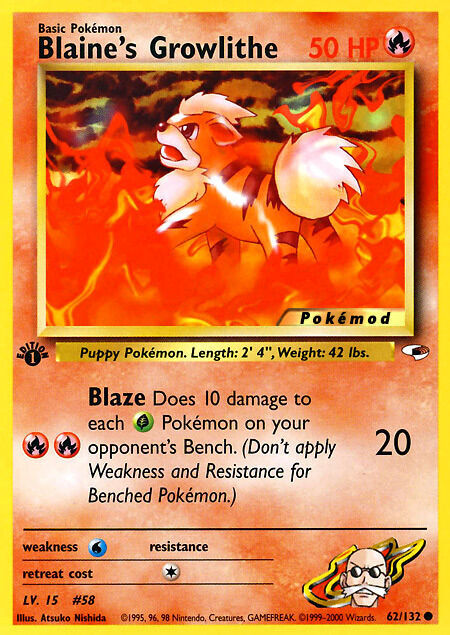 Basic Pokémon
Blaine's Growlithe 50 HP
Pokémod
EDITION
1
Puppy Pokémon. Length: 2' 4", Weight: 42 lbs.
Blaze Does 10 damage to
each Pokémon on your
opponent's Bench. (Don't apply
Weakness and Resistance for
Benched Pokémon.)
20
weakness resistance
retreat cost
LV. 15 #58
Illus. Atsuko Nishida ©1995, 96, 98 Nintendo, Creatures, GAMEFREAK. ©1999-2000 Wizards. 62/132